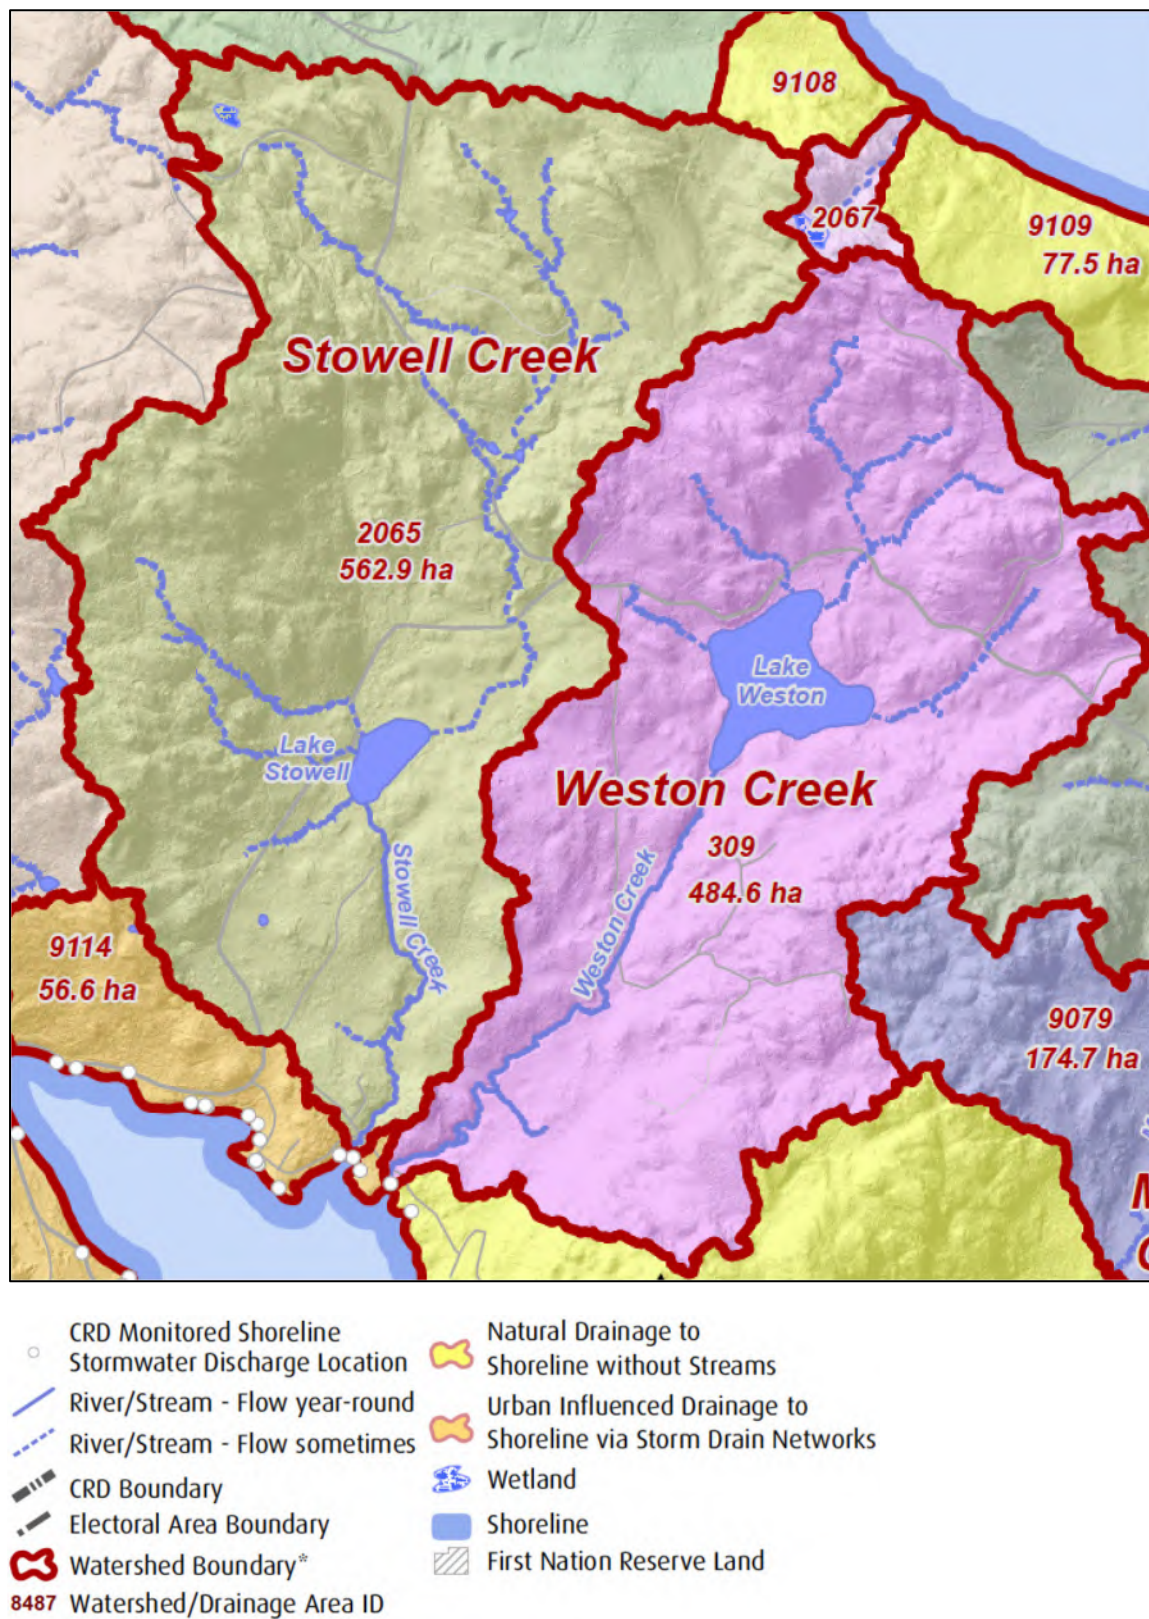 9108
2067
9109
77.5 ha
Stowell Creek
2065
562.9 ha
Lake
Weston
Lake
Stowell
Weston Creek
309
484.6 ha
Stowell Creek
Weston Creek
9114
56.6 ha
9079
174.7 ha
M
C
CRD Monitored Shoreline
Stormwater Discharge Location
River/Stream - Flow year-round
River/Stream - Flow sometimes
CRD Boundary
Electoral Area Boundary
Watershed Boundary*
8487 Watershed/Drainage Area ID
Natural Drainage to
Shoreline without Streams
Urban Influenced Drainage to
Shoreline via Storm Drain Networks
Wetland
Shoreline
First Nation Reserve Land